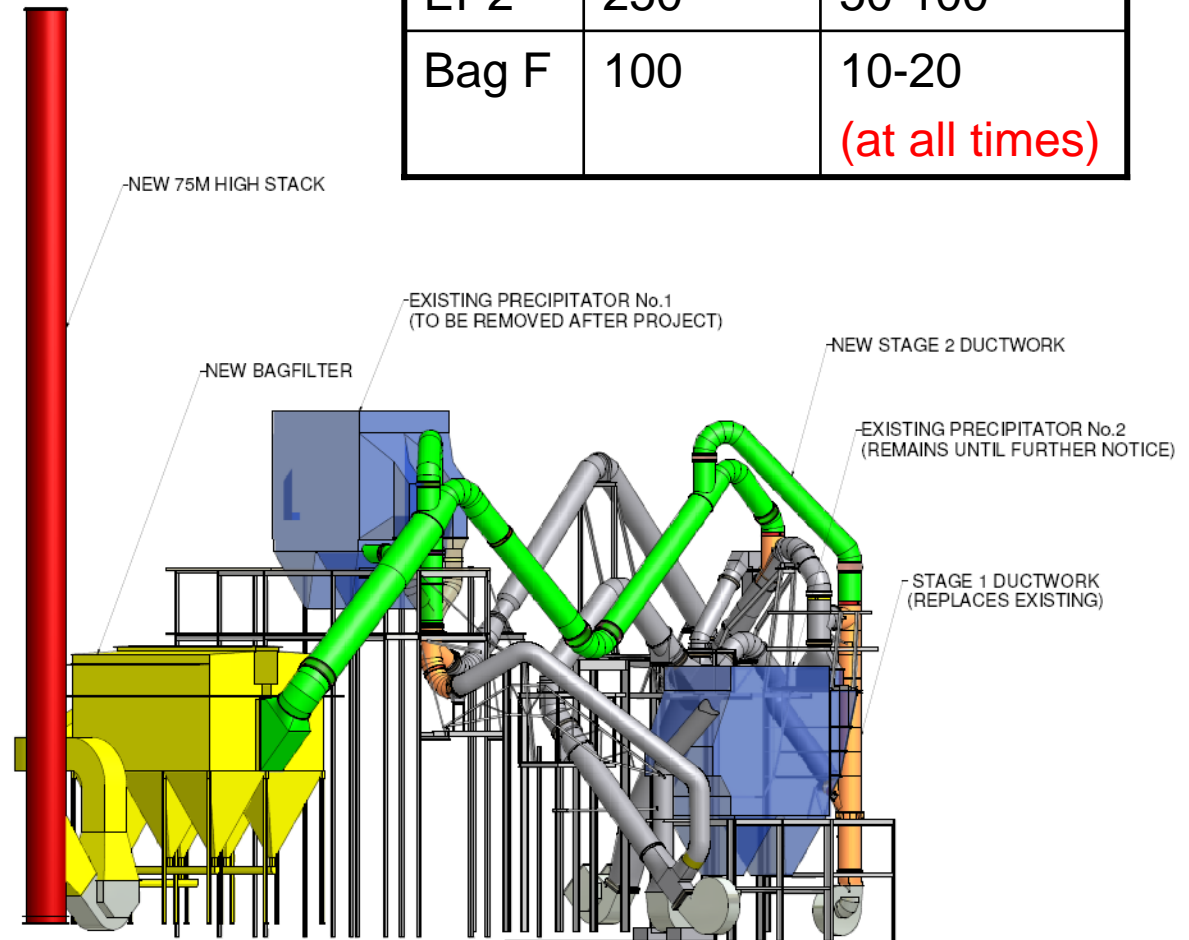 250
Bag F 100 10-20
(at all times)
NEW 75M HIGH STACK
EXISTING PRECIPITATOR No.1
(TO BE REMOVED AFTER PROJECT)
NEW STAGE 2 DUCTWORK
NEW BAGFILTER
EXISTING PRECIPITATOR No.2
(REMAINS UNTIL FURTHER NOTICE)
STAGE 1 DUCTWORK
(REPLACES EXISTING)